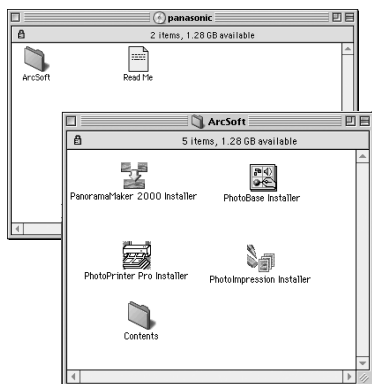 panasonic
2 items, 1.28 GB available
ArcSoft
Read Me
ArcSoft
5 items, 1.28 GB available
PanoramaMaker 2000 Installer
PhotoBase Installer
PhotoPrinter Pro Installer
PhotoImpression Installer
Contents